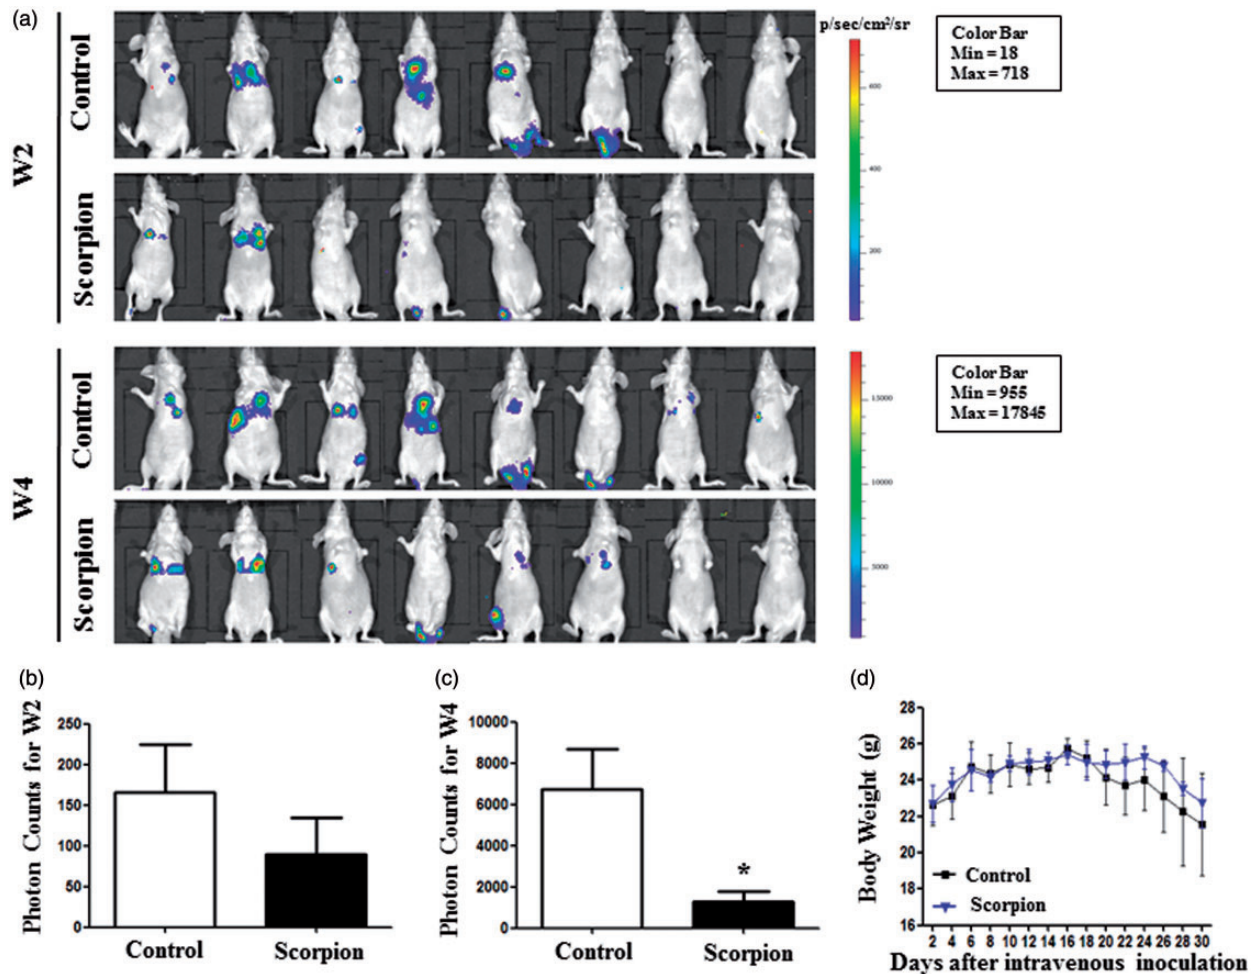 (a)
p/sec/cm²/sr
Color Bar
Min = 18
Max = 718
W2
Control
Scorpion
600
400
200
W4
Control
Scorpion
15000
10000
5000
Color Bar
Min = 955
Max = 17845
(b)
Photon Counts for W2
250
200
150
100
50
0
Control
Scorpion
(c)
Photon Counts for W4
10000
8000
6000
4000
2000
0
*
Control
Scorpion
(d)
Body Weight (g)
28
26
24
22
20
18
16
Control
Scorpion
2 4 6 8 10 12 14 16 18 20 22 24 26 28 30
Days after intravenous inoculation